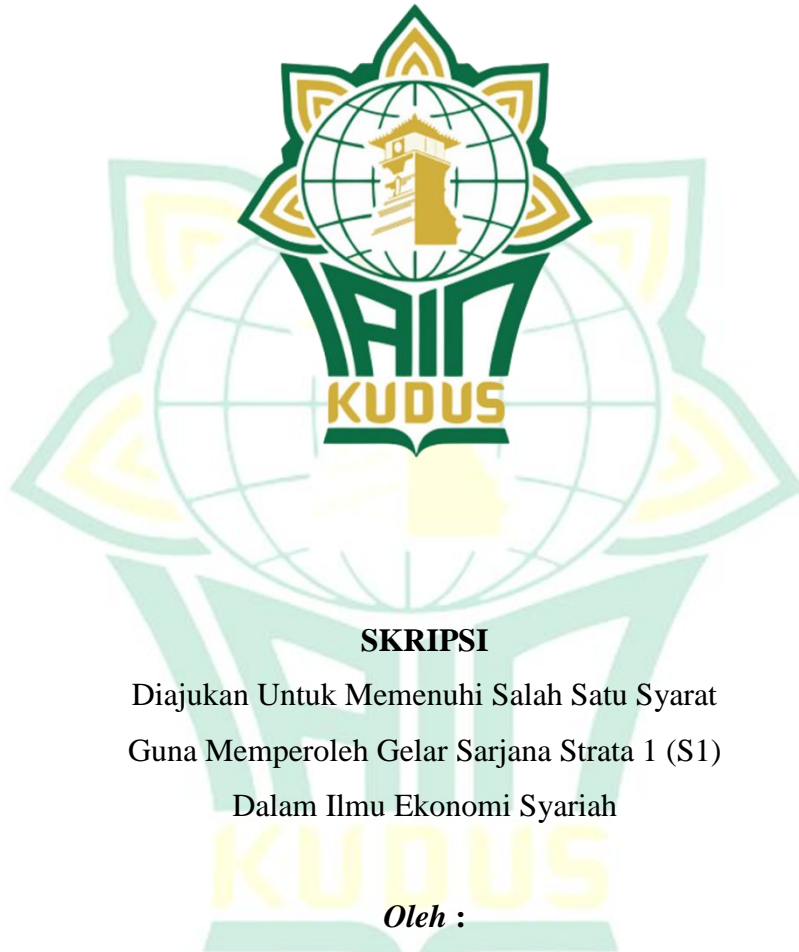 IAIN
KUDUS
SKRIPSI
Diajukan Untuk Memenuhi Salah Satu Syarat
Guna Memperoleh Gelar Sarjana Strata 1 (S1)
Dalam Ilmu Ekonomi Syariah
KUDUS
Oleh :